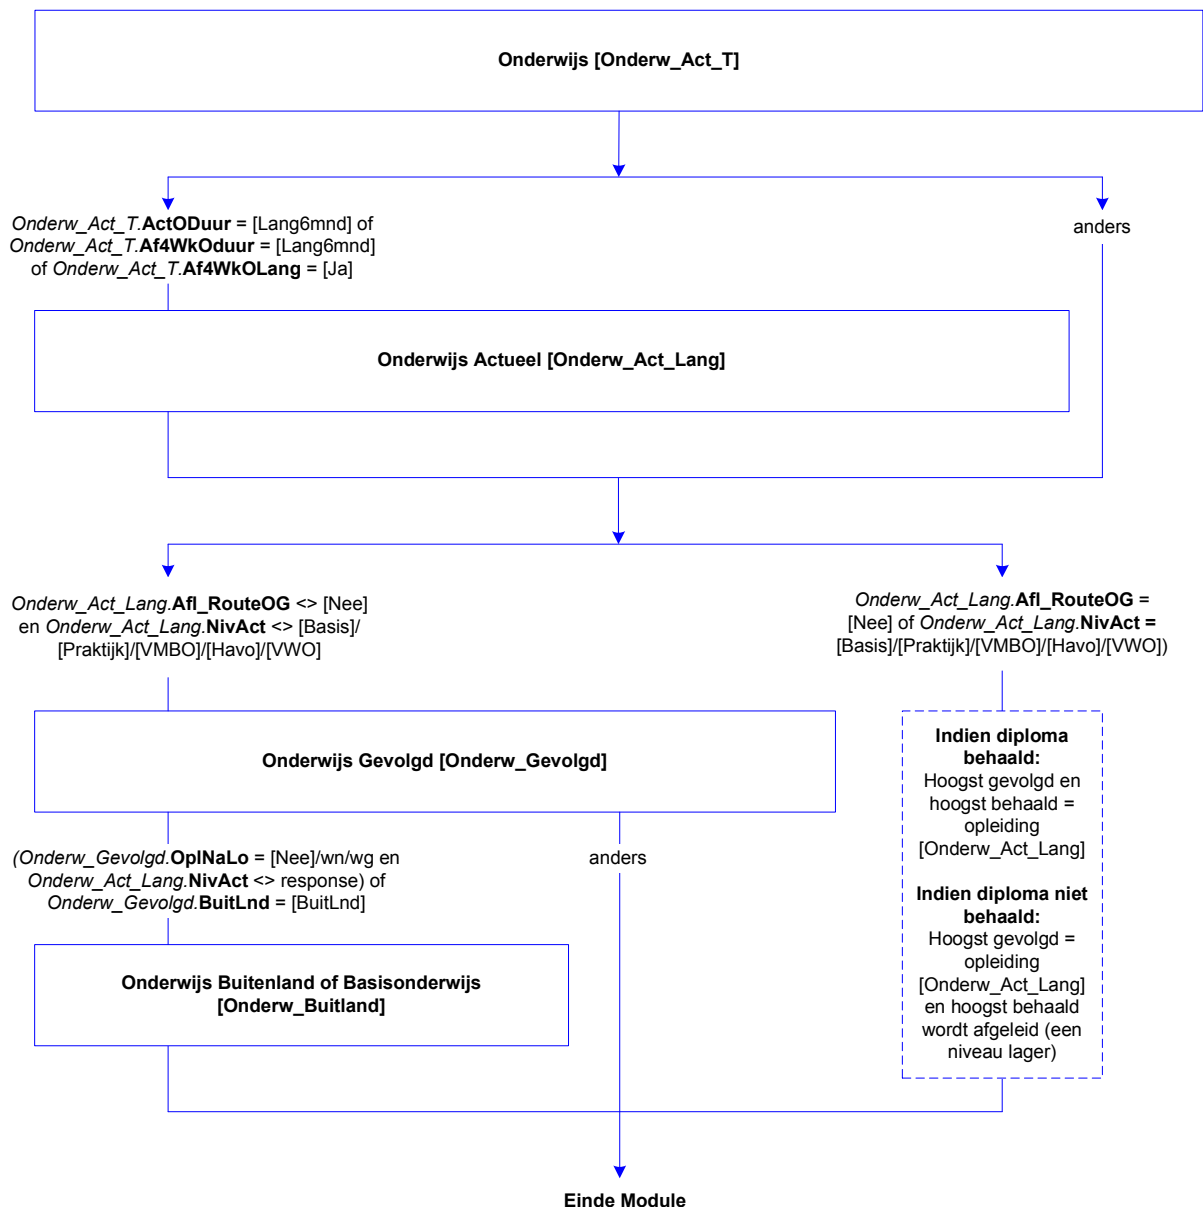 Onderwijs [Onderw_Act_T]
Onderw_Act_T.ActODuur = [Lang6mnd] of
Onderw_Act_T.Af4WkOduur = [Lang6mnd]
of Onderw_Act_T.Af4WkOLang = [Ja]
anders
Onderwijs Actueel [Onderw_Act_Lang]
Onderw_Act_Lang.Afl_RouteOG <> [Nee]
en Onderw_Act_Lang.NivAct <> [Basis]/
[Praktijk]/[VMBO]/[Havo]/[VWO]
Onderw_Act_Lang.Afl_RouteOG =
[Nee] of Onderw_Act_Lang.NivAct =
[Basis]/[Praktijk]/[VMBO]/[Havo]/[VWO])
Onderwijs Gevolgd [Onderw_Gevolgd]
(Onderw_Gevolgd.OplNaLo = [Nee]/wn/wg en
Onderw_Act_Lang.NivAct <> response) of
Onderw_Gevolgd.BuitLnd = [BuitLnd]
anders
Onderwijs Buitenland of Basisonderwijs
[Onderw_Buitland]
Indien diploma
behaald:
Hoogst gevolgd en
hoogst behaald =
opleiding
[Onderw_Act_Lang]
Indien diploma niet
behaald:
Hoogst gevolgd =
opleiding
[Onderw_Act_Lang]
en hoogst behaald
wordt afgeleid (een
niveau lager)
Einde Module